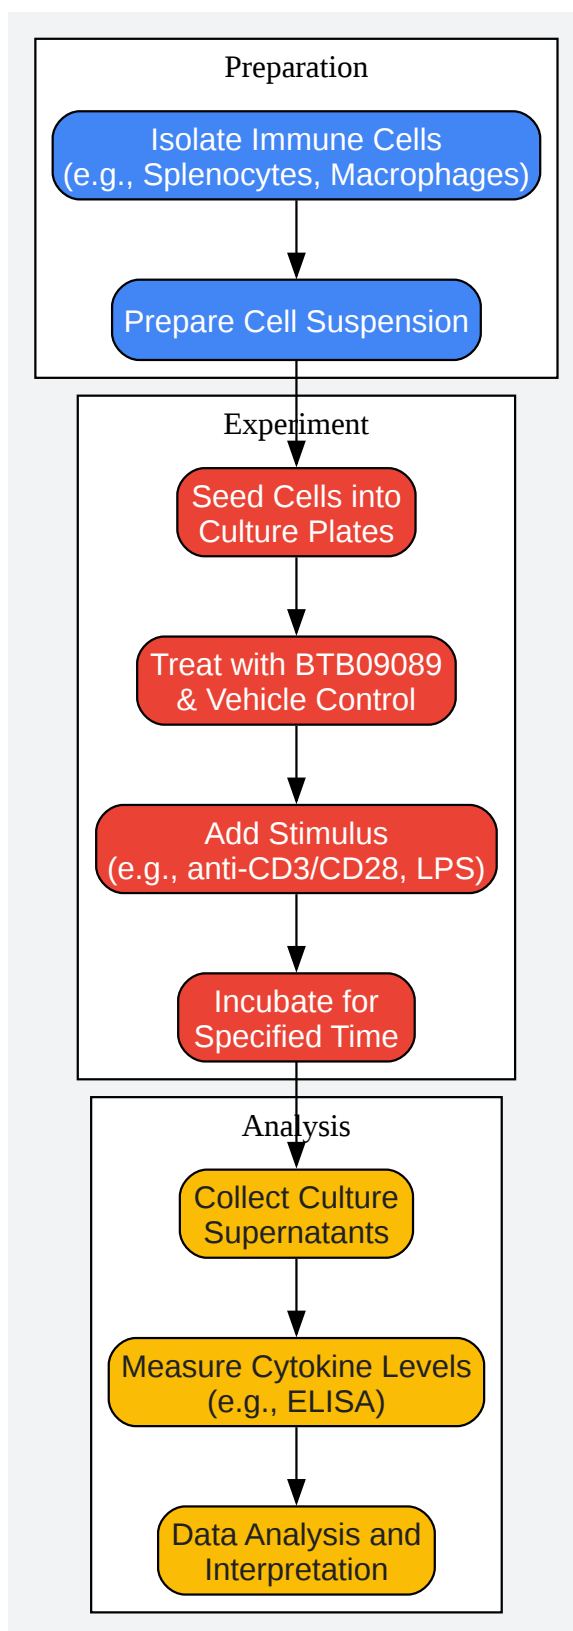 Preparation
Isolate Immune Cells
(e.g., Splenocytes, Macrophages)
Prepare Cell Suspension
Experiment
Seed Cells into
Culture Plates
Treat with BTB09089
& Vehicle Control
Add Stimulus
(e.g., anti-CD3/CD28, LPS)
Incubate for
Specified Time
Analysis
Collect Culture
Supernatants
Measure Cytokine Levels
(e.g., ELISA)
Data Analysis and
Interpretation